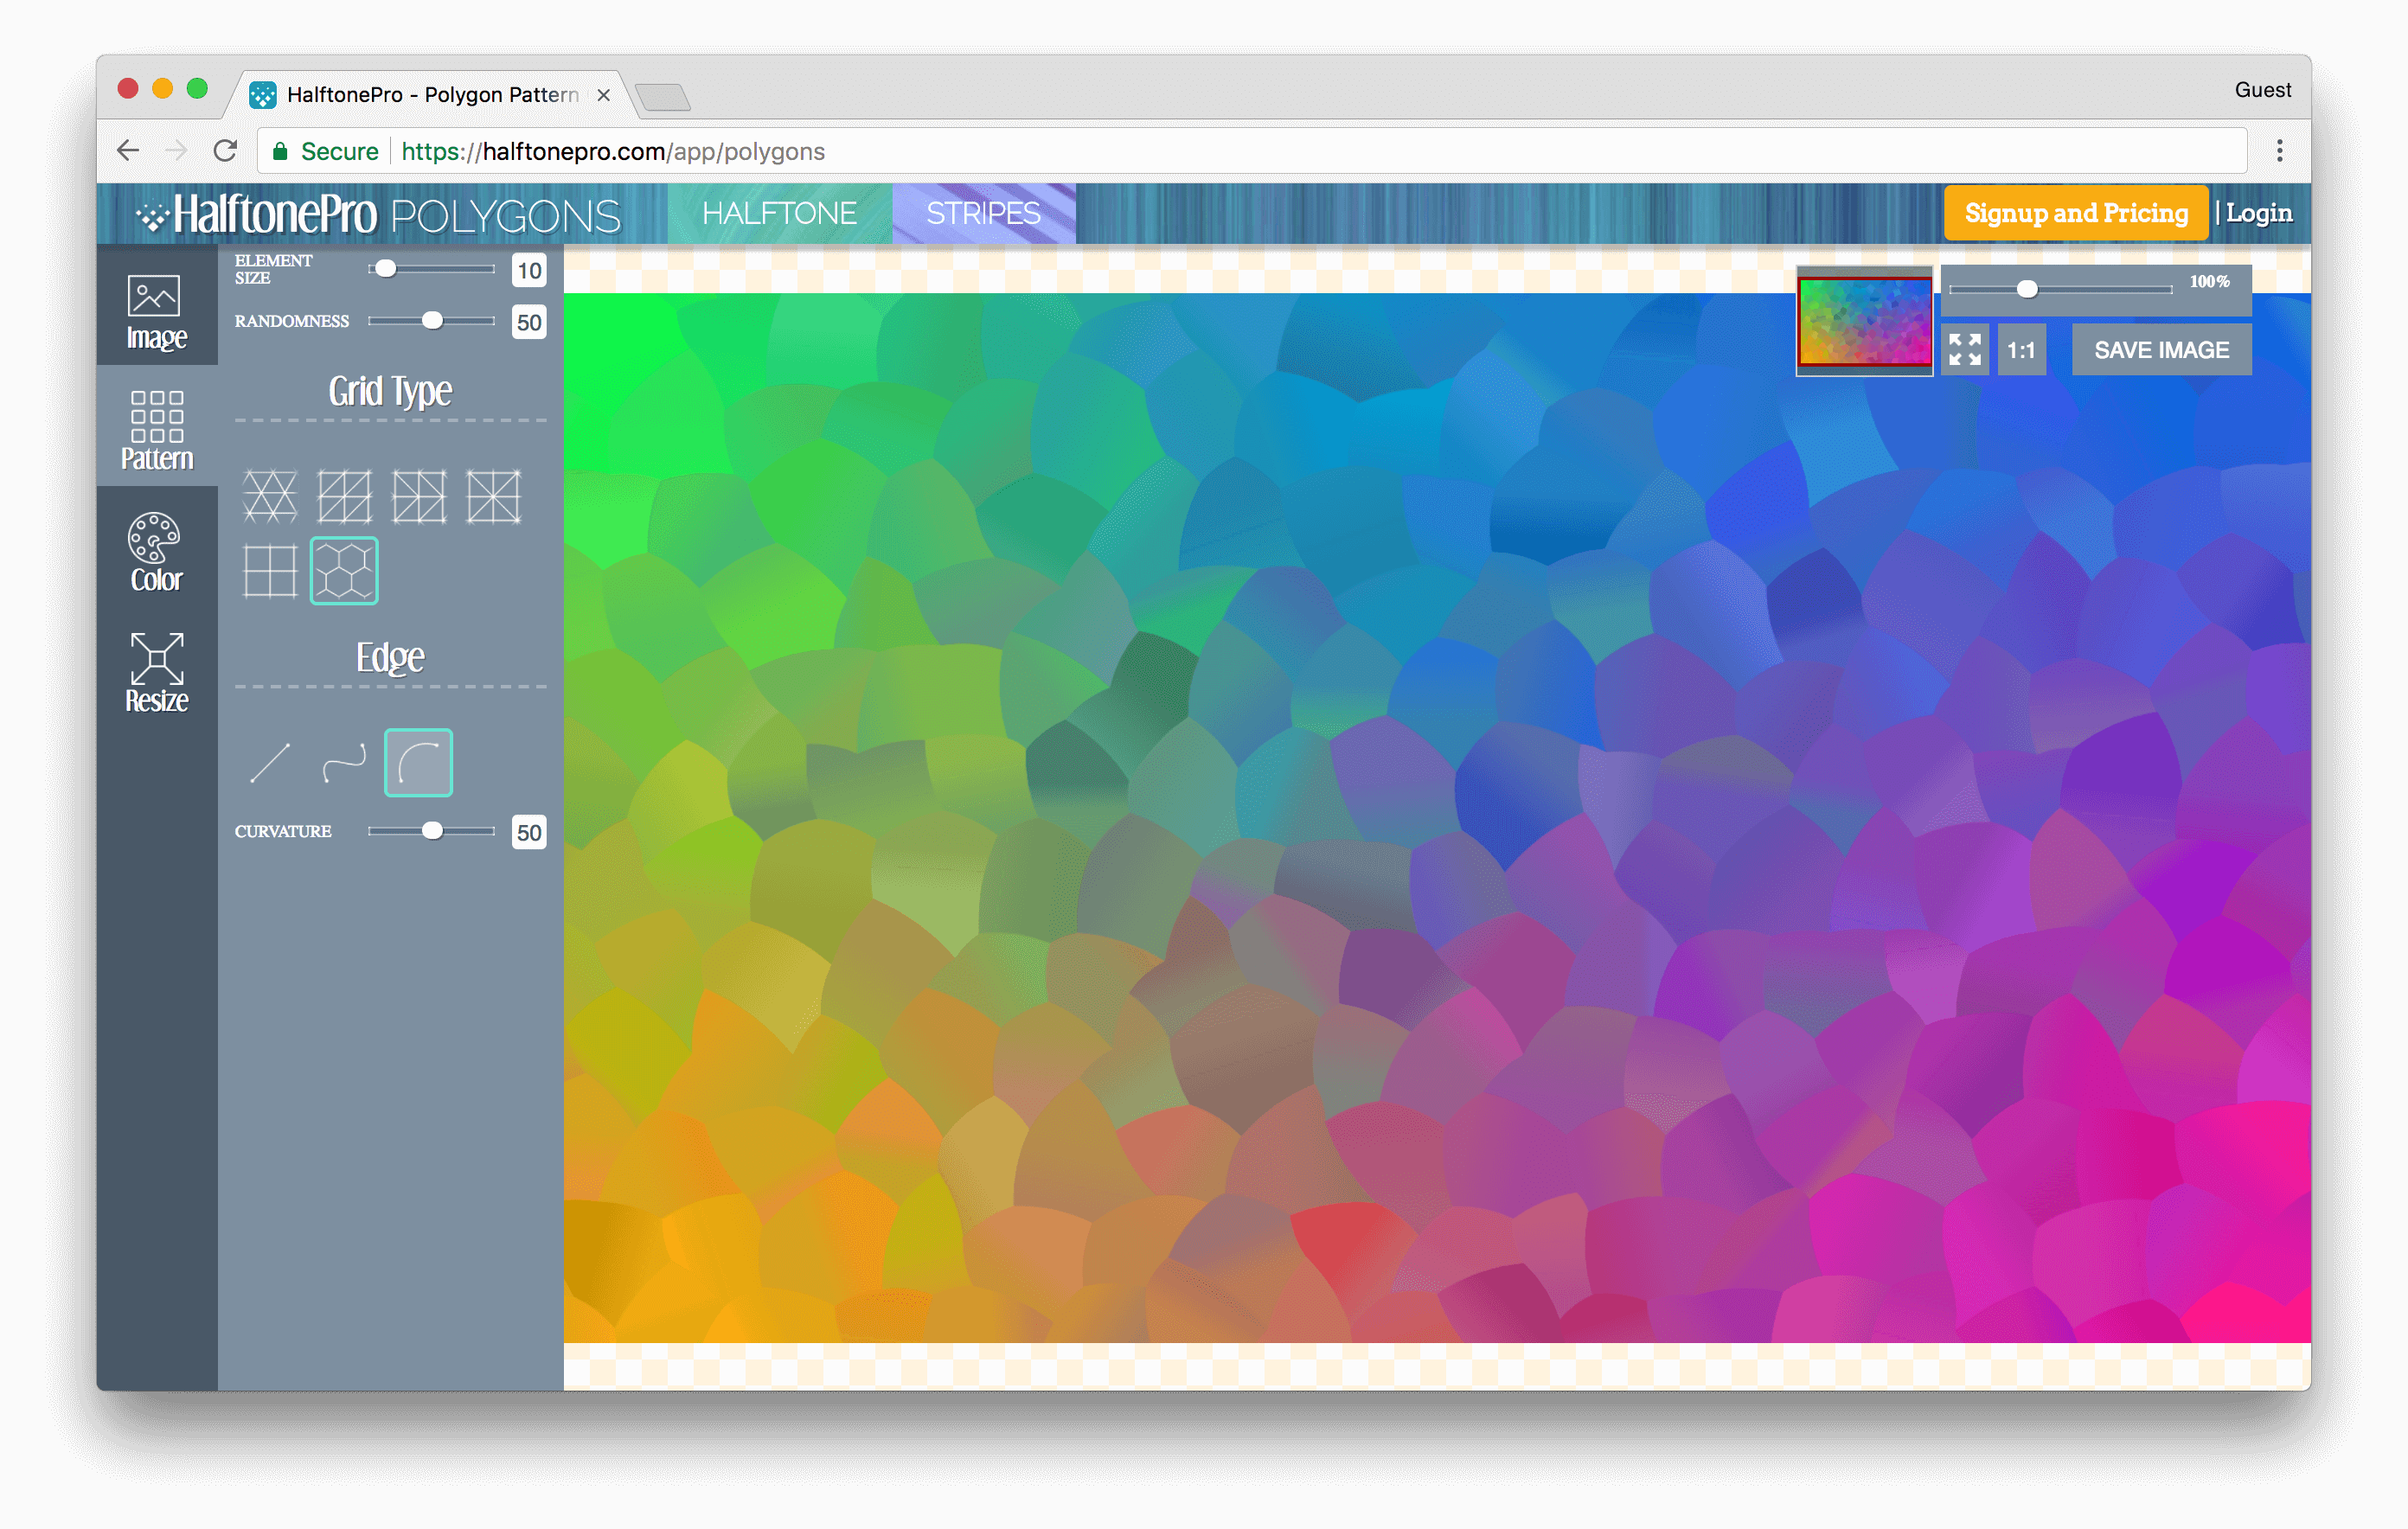 HalftonePro - Polygon Pattern
Guest
Secure
https://halftonepro.com/app/polygons
HalftonePro POLYGONS
HALFTONE
STRIPES
Signup and Pricing
| Login
Image
Pattern
Color
Resize
ELEMENT
SIZE
10
RANDOMNESS
50
Grid Type
Edge
CURVATURE
50
100%
1:1
SAVE IMAGE